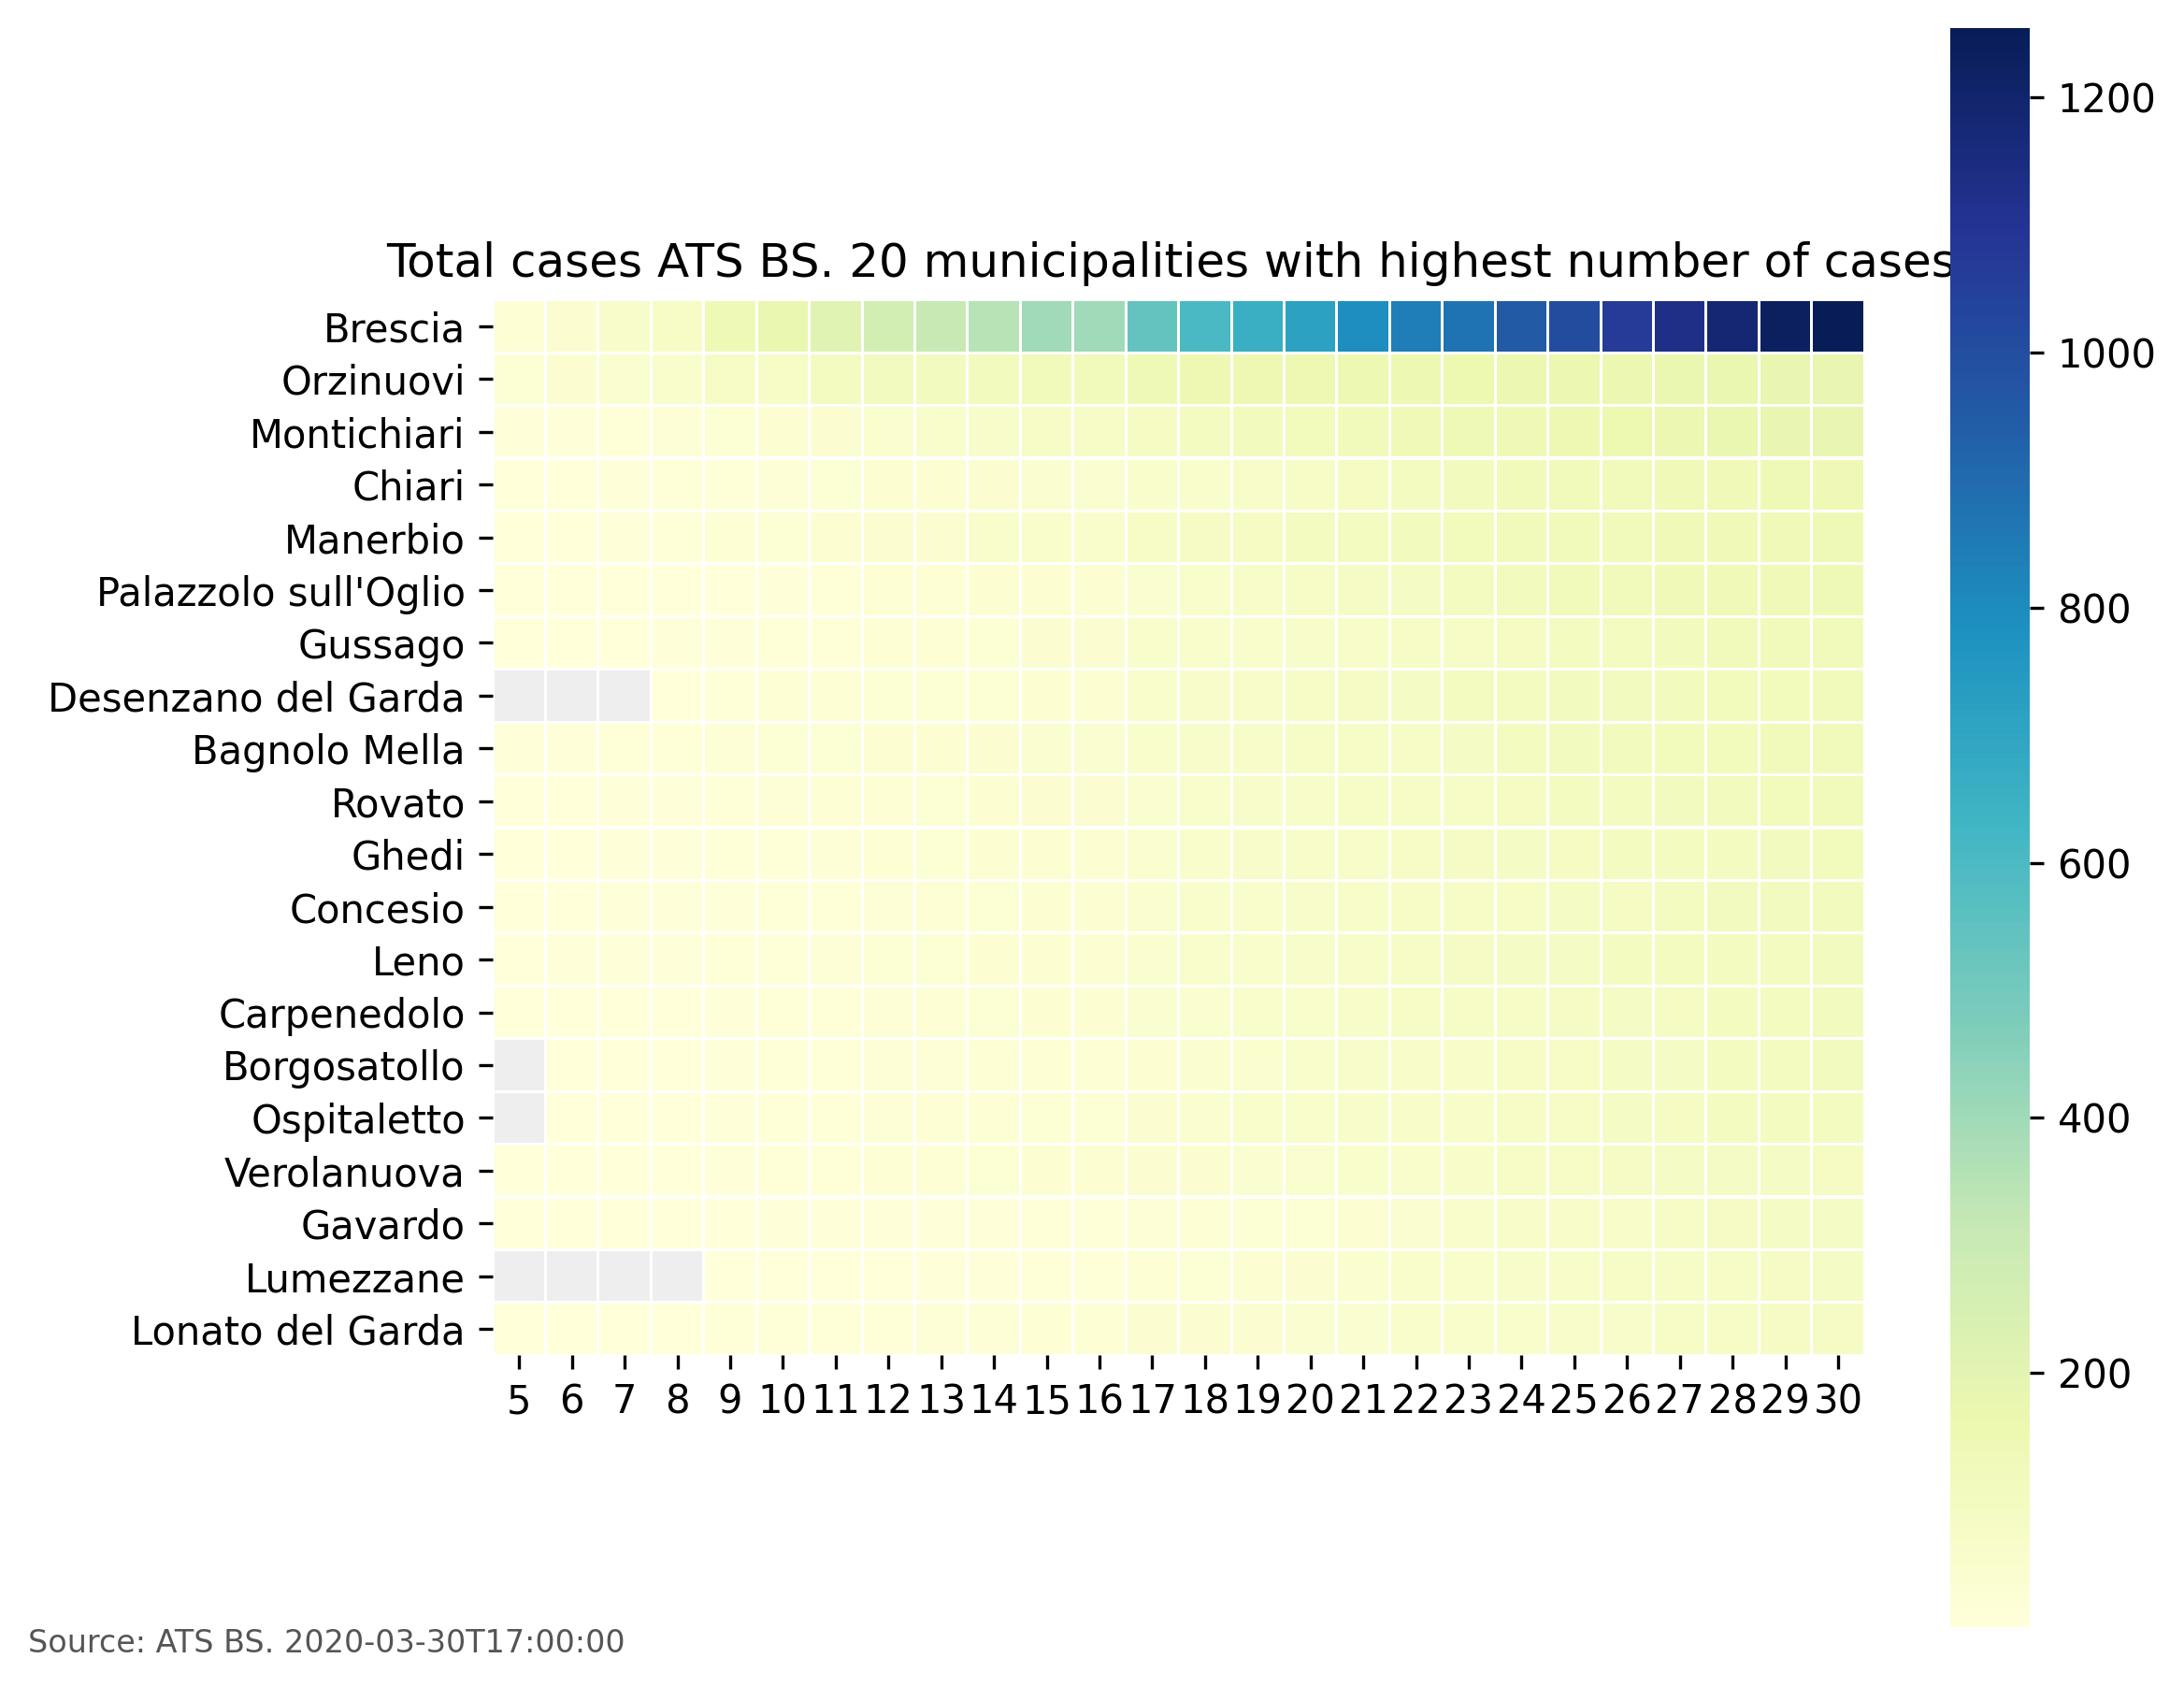 Total cases ATS BS. 20 municipalities with highest number of cases
Brescia
Orzinuovi
Montichiari
Chiari
Manerbio
Palazzolo sull'Oglio
Gussago
Desenzano del Garda
Bagnolo Mella
Rovato
Ghedi
Concesio
Leno
Carpenedolo
Borgosatollo
Ospitaletto
Verolanuova
Gavardo
Lumezzane
Lonato del Garda
5 6 7 8 9 10 11 12 13 14 15 16 17 18 19 20 21 22 23 24 25 26 27 28 29 30
1200
1000
800
600
400
200
Source: ATS BS. 2020-03-30T17:00:00